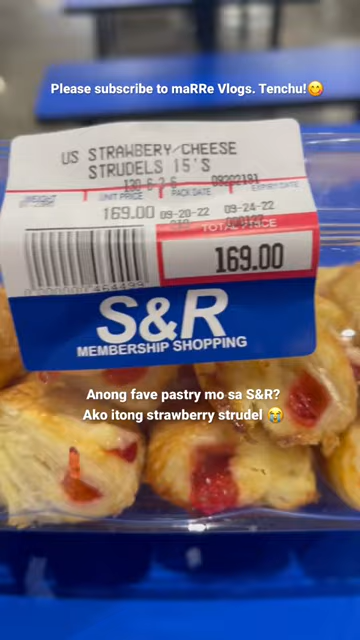 Please subscribe to maRRe Vlogs. Tenchu!😋
US STRAWBERY/CHEESE
STRUDELS 15'S
UNIT PRICE PACK DATE EXPIRY DATE
169.00 09-20-22 09-24-22
TOTAL PRICE
169.00
S&R
MEMBERSHIP SHOPPING
Anong fave pastry mo sa S&R?
Ako itong strawberry strudel 😭